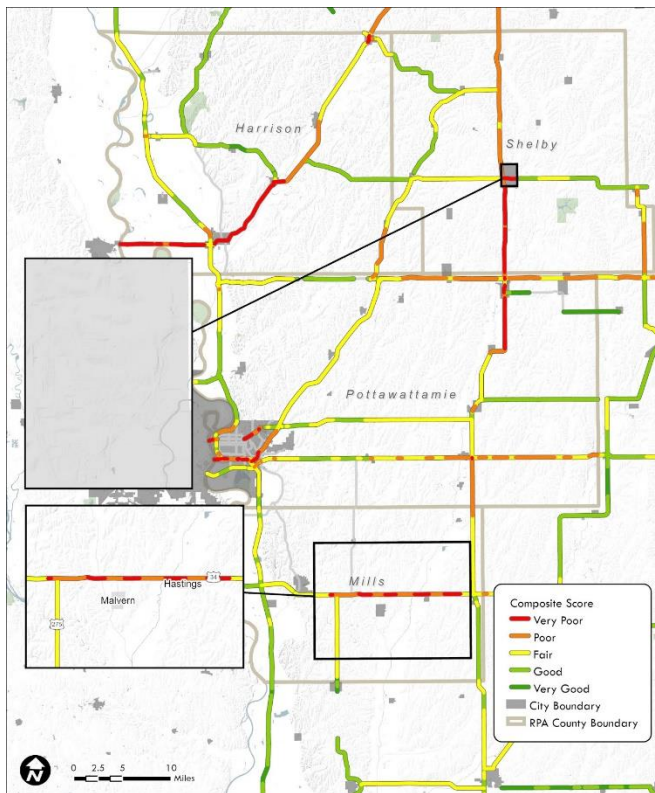 Harrison
Shelby
Pottawattamie
Mills
Hastings
34
Malvern
275
Composite Score
Very Poor
Poor
Fair
Good
Very Good
City Boundary
RPA County Boundary
N
0 2.5 5 10
Miles